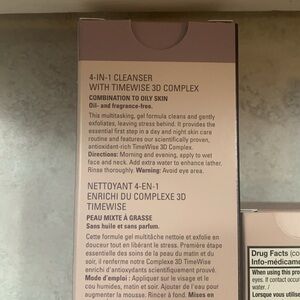 4-IN-1 CLEANSER
WITH TIMEWISE 3D COMPLEX
COMBINATION TO OILY SKIN
Oil- and fragrance-free.
This multitasking, gel formula cleans and gently
exfoliates, leaving stress behind. It provides the
essential first step in a day and night skin care
routine and features our scientifically proven,
antioxidant-rich TimeWise 3D Complex.
Directions: Morning and evening, apply to wet
face and neck. Add extra water to enhance lather.
Rinse thoroughly. Warning: Avoid eye area.
NETTOYANT 4-EN-1
ENRICHI DU COMPLEXE 3D
TIMEWISE
PEAU MIXTE À GRASSE
Sans huile et sans parfum.
Cette formule gel multitâche nettoie et exfolie en
douceur tout en libérant le stress. Première étape
essentielle des soins de la peau du matin et du
soir, il renferme notre Complexe 3D TimeWise
enrichi d'antioxydants scientifiquement prouvé.
Mode d'emploi : Appliquer sur le visage et le
cou humides, matin et soir. Ajouter de l'eau pour
augmenter la mousse. Rincer à fond. Mises en
Drug Facts (co
Info-médicame
When using this pro
eyes. If contact occur
water. /
Lorsque vous utilise